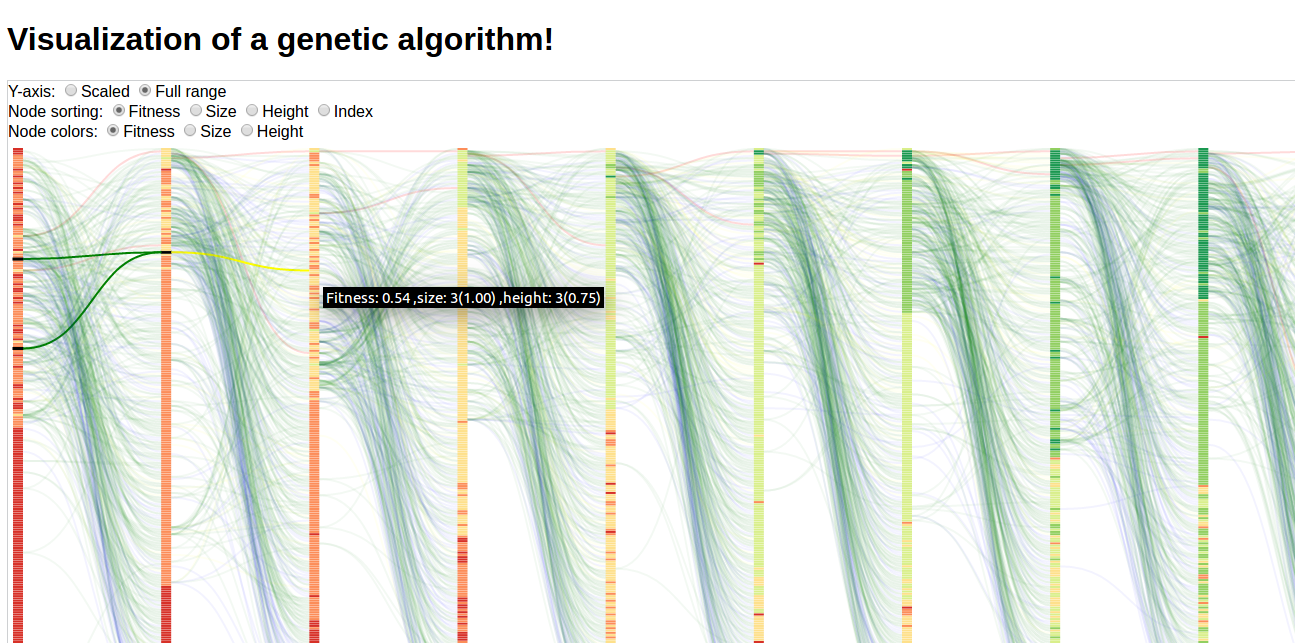 Visualization of a genetic algorithm!
Y-axis: Scaled Full range
Node sorting: Fitness Size Height Index
Node colors: Fitness Size Height
Fitness: 0.54 ,size: 3(1.00) ,height: 3(0.75)